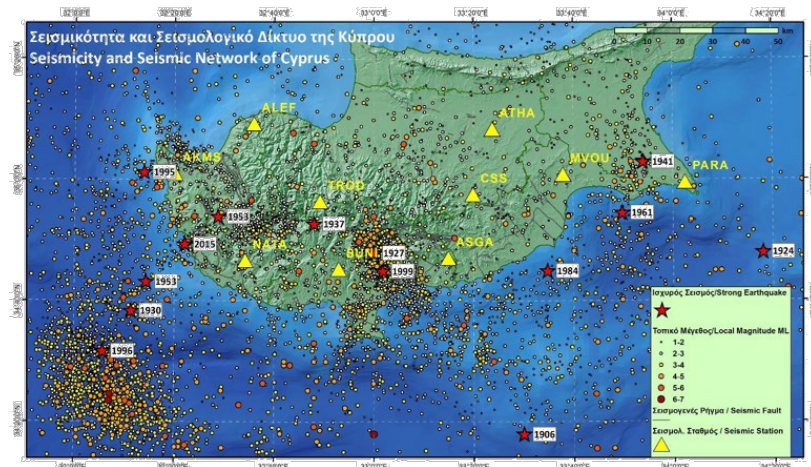 Σεισμικότητα και Σεισμολογικό Δίκτυο της Κύπρου
Seismicity and Seismic Network of Cyprus
0 10 20 30 40 50
km
ALEF
ATHA
AKMS
1995
MVOU
1941
PARA
TROD
CSS
1953
1937
1961
2015
NATA
BUNI
1927
ASGA
1924
1999
1984
1953
1930
1996
1906
Ισχυρός Σεισμός/Strong Earthquake
Τοπικό Μέγεθος/Local Magnitude ML
1-2
2-3
3-4
4-5
5-6
6-7
Σεισμογενές Ρήγμα / Seismic Fault
Σεισμολ. Σταθμός / Seismic Station